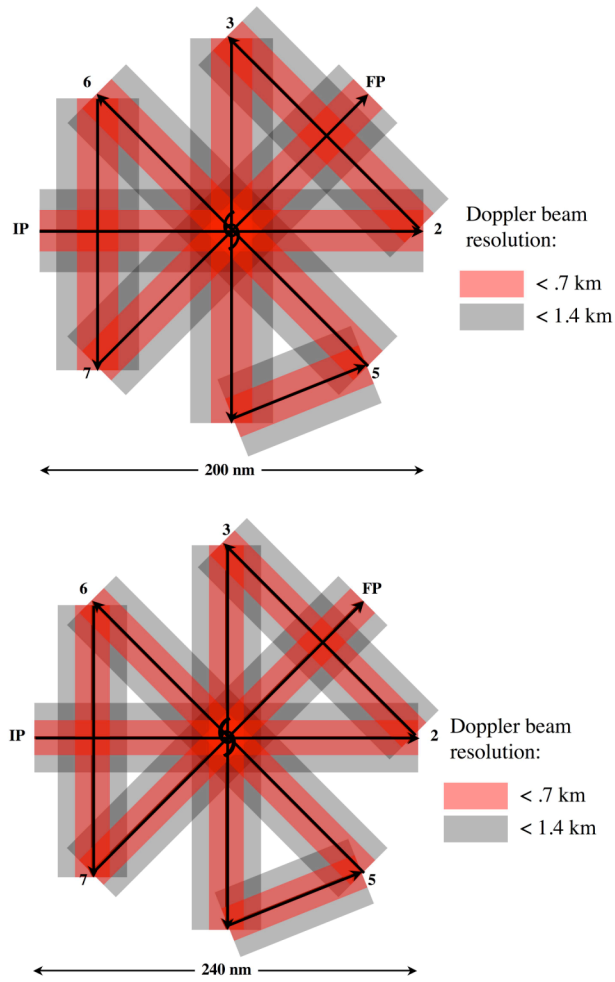 3
6
FP
IP
2
Doppler beam
resolution:
< .7 km
< 1.4 km
7
5
200 nm
3
6
FP
IP
2
Doppler beam
resolution:
< .7 km
< 1.4 km
7
5
240 nm